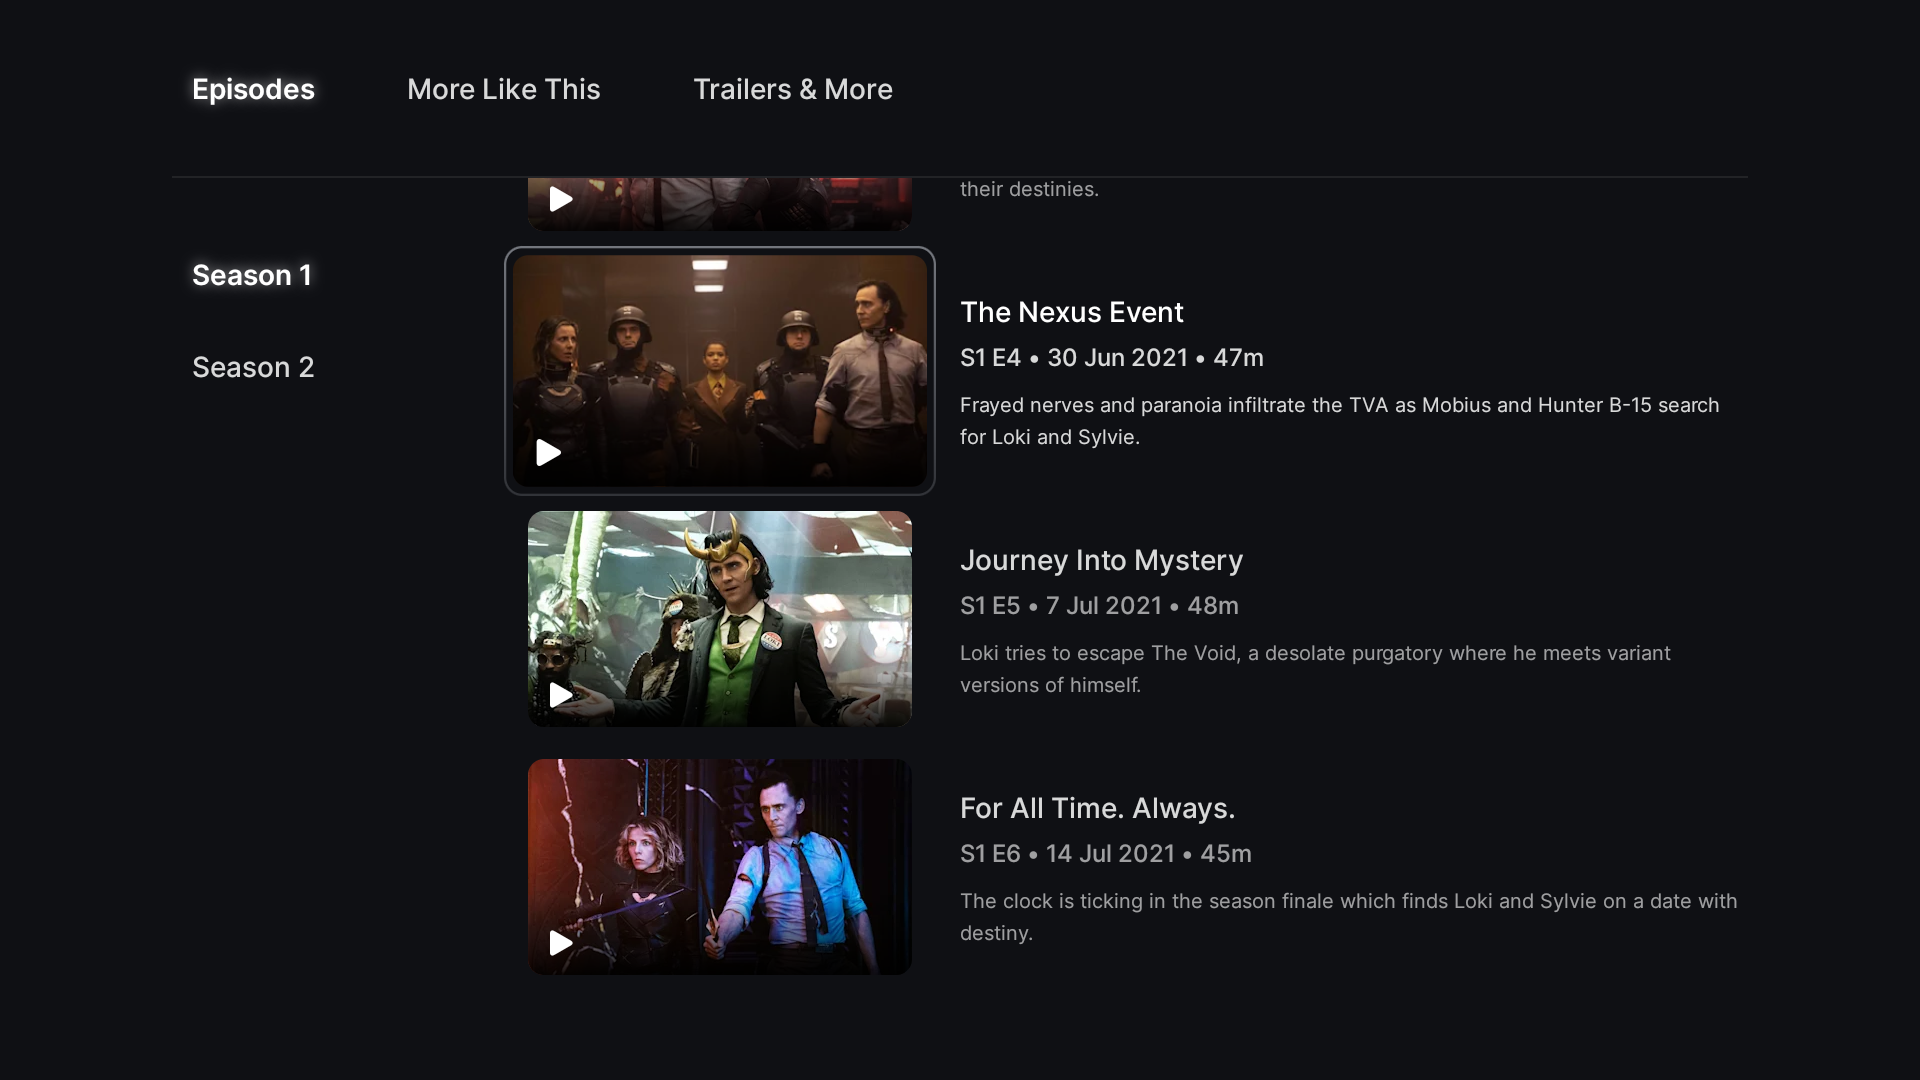 Episodes
More Like This
Trailers & More
their destinies.
Season 1
Season 2
The Nexus Event
S1 E4 • 30 Jun 2021 • 47m
Frayed nerves and paranoia infiltrate the TVA as Mobius and Hunter B-15 search
for Loki and Sylvie.
Journey Into Mystery
S1 E5 • 7 Jul 2021 • 48m
Loki tries to escape The Void, a desolate purgatory where he meets variant
versions of himself.
For All Time. Always.
S1 E6 • 14 Jul 2021 • 45m
The clock is ticking in the season finale which finds Loki and Sylvie on a date with
destiny.